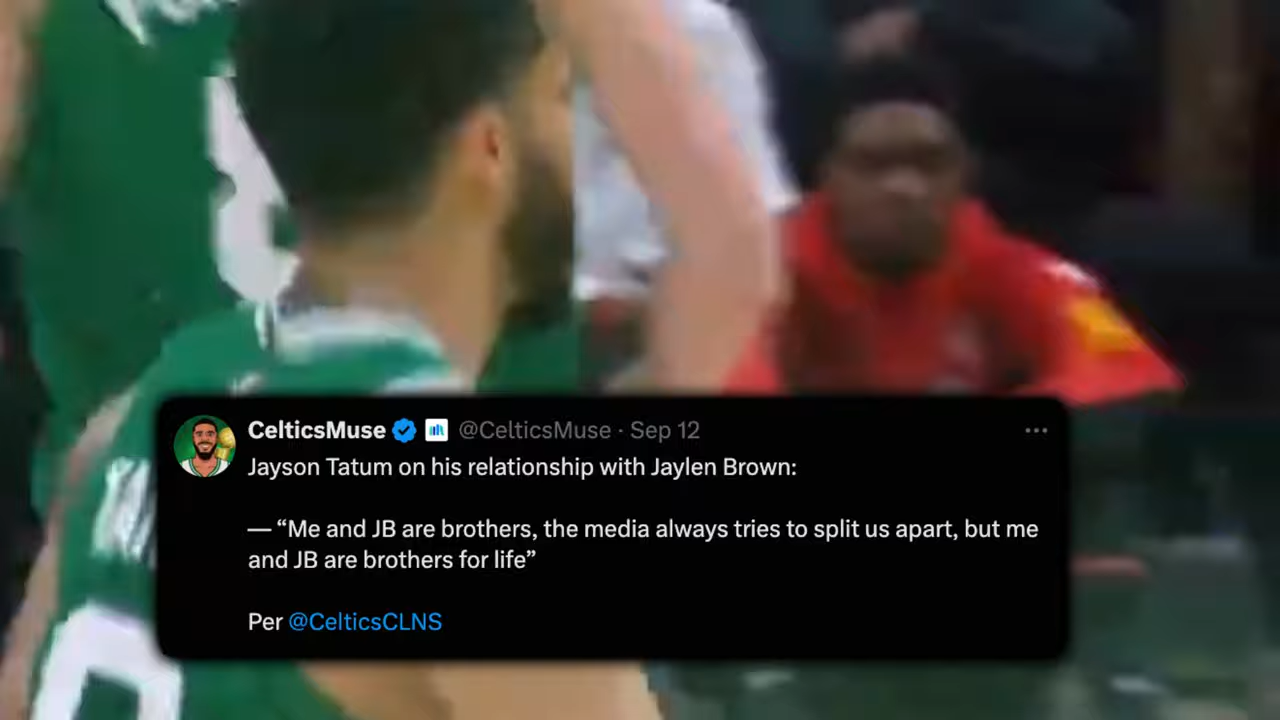 CelticsMuse @CelticsMuse · Sep 12
Jayson Tatum on his relationship with Jaylen Brown:
— “Me and JB are brothers, the media always tries to split us apart, but me
and JB are brothers for life”
Per @CelticsCLNS